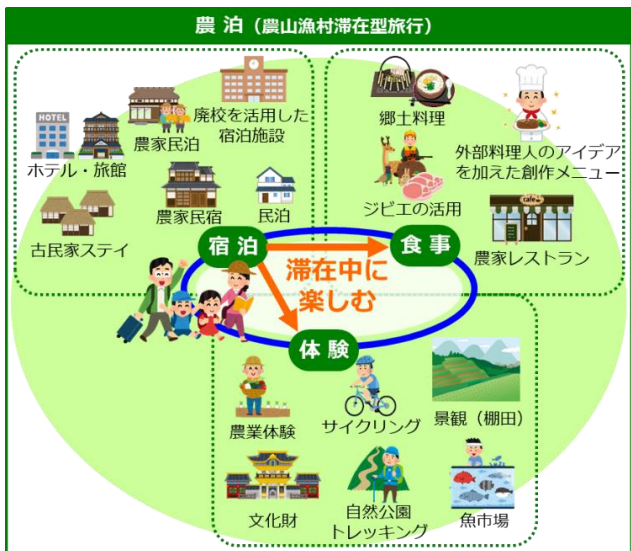 農 泊（農山漁村滞在型旅行）
廃校を活用した
宿泊施設
HOTEL
農家民泊
ホテル・旅館
農家民宿
民泊
古民家ステイ
郷土料理
外部料理人のアイデア
を加えた創作メニュー
ジビエの活用
cafe
農家レストラン
宿 泊
食 事
滞在中に
楽しむ
体 験
農業体験
サイクリング
景観（棚田）
文化財
自然公園
トレッキング
魚市場